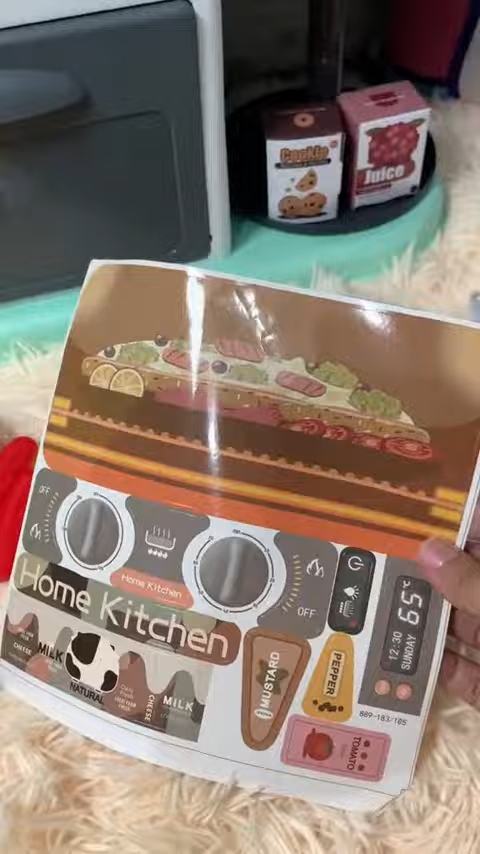 Cookie
Juice
OFF
Home Kitchen
OFF
Home Kitchen
65°C
12:30
SUNDAY
MUSTARD
PEPPER
CHEESE
MILK
NATURAL
CHEESE
MILK
TOMATO
889-183/185